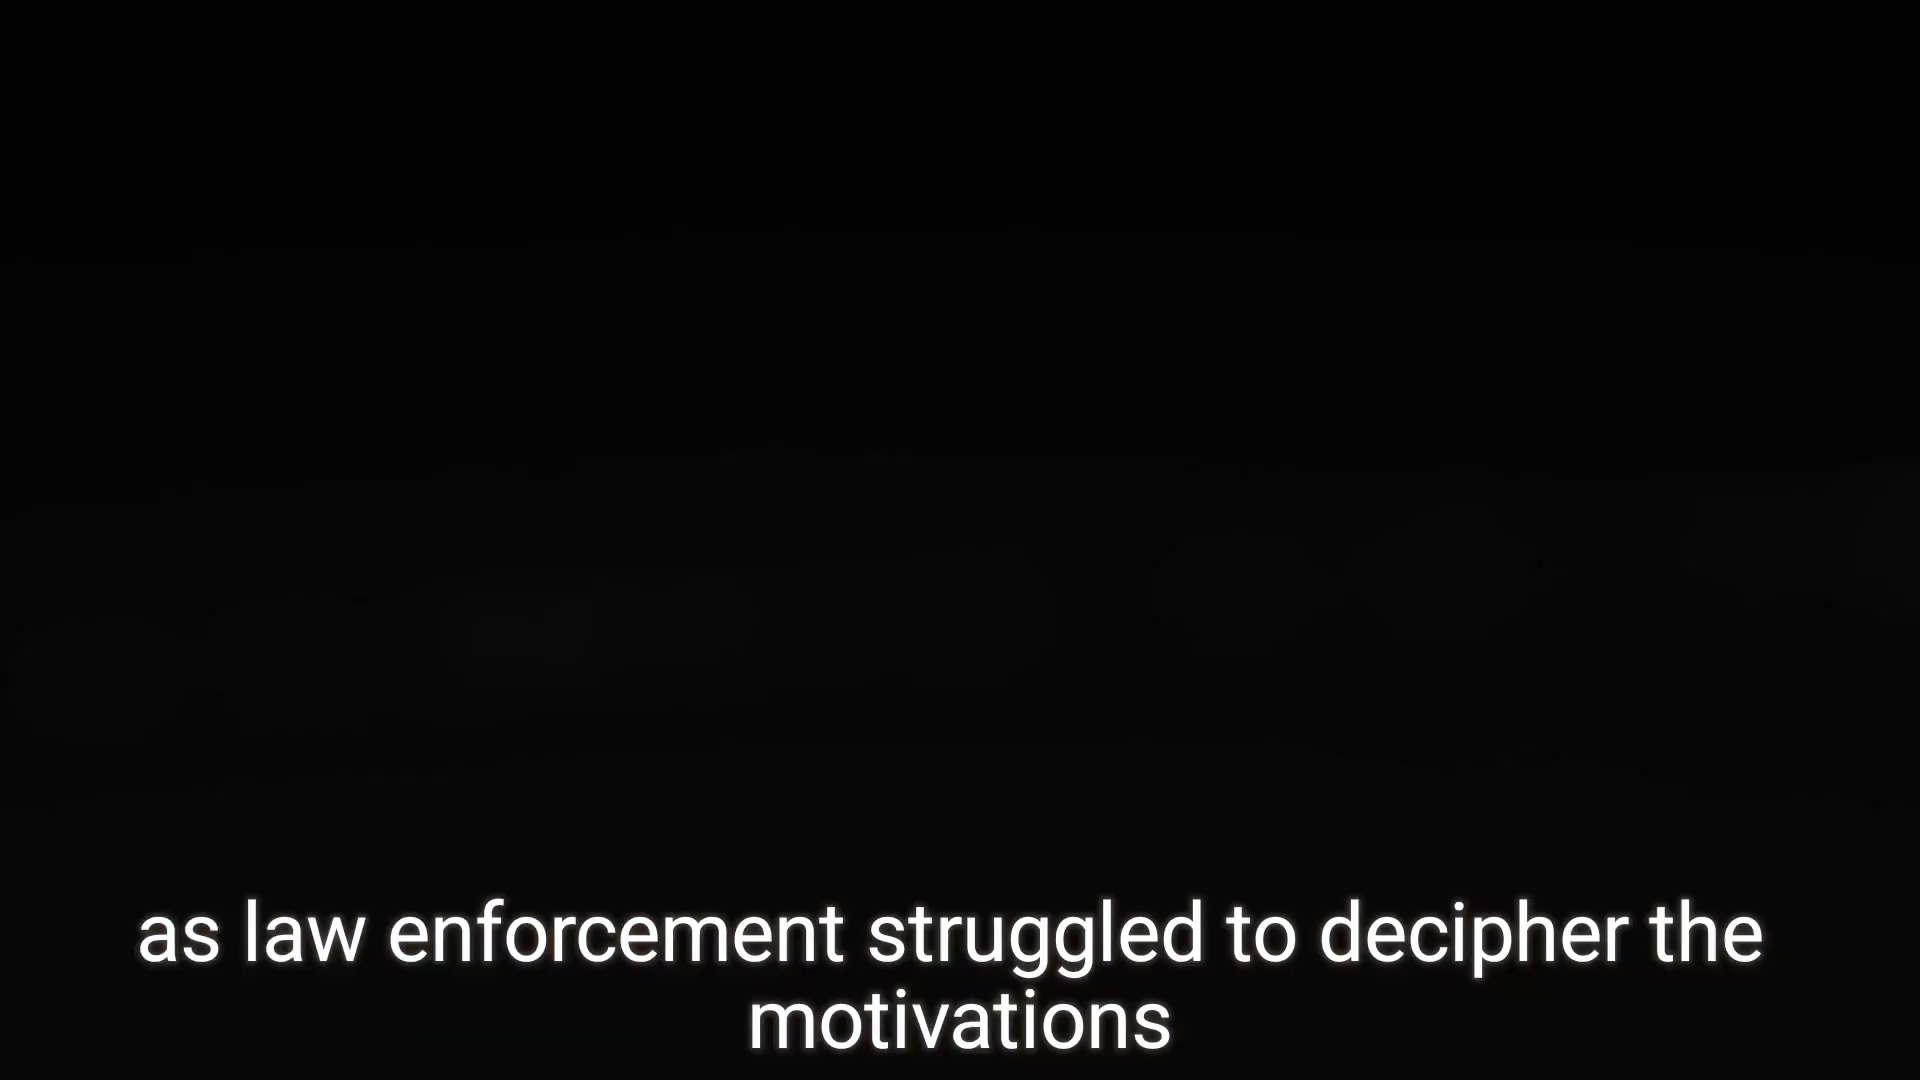 as law enforcement struggled to decipher the
motivations